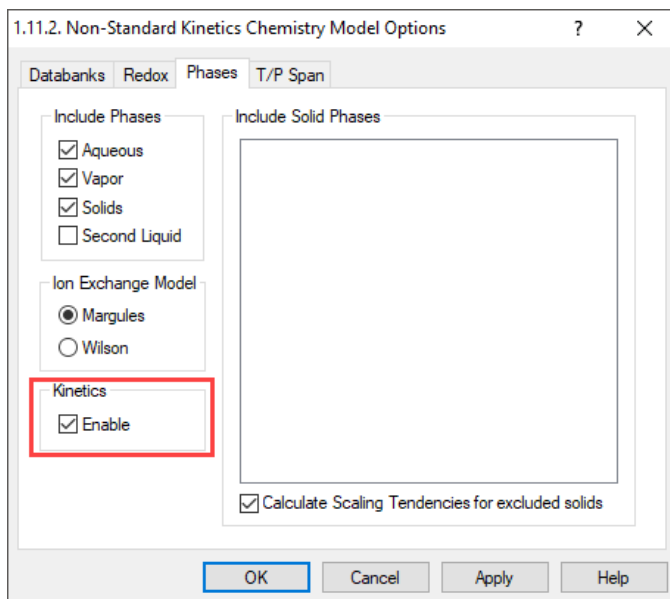 1.11.2. Non-Standard Kinetics Chemistry Model Options
?
Databanks Redox Phases T/P Span
Include Phases
Aqueous
Vapor
Solids
Second Liquid
Ion Exchange Model
Margules
Wilson
Kinetics
Enable
Include Solid Phases
Calculate Scaling Tendencies for excluded solids
OK Cancel Apply Help